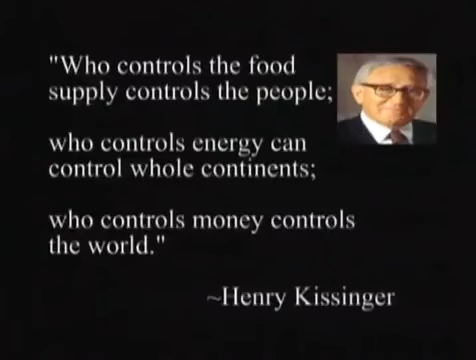 "Who controls the food
supply controls the people;
who controls energy can
control whole continents;
who controls money controls
the world."
~Henry Kissinger